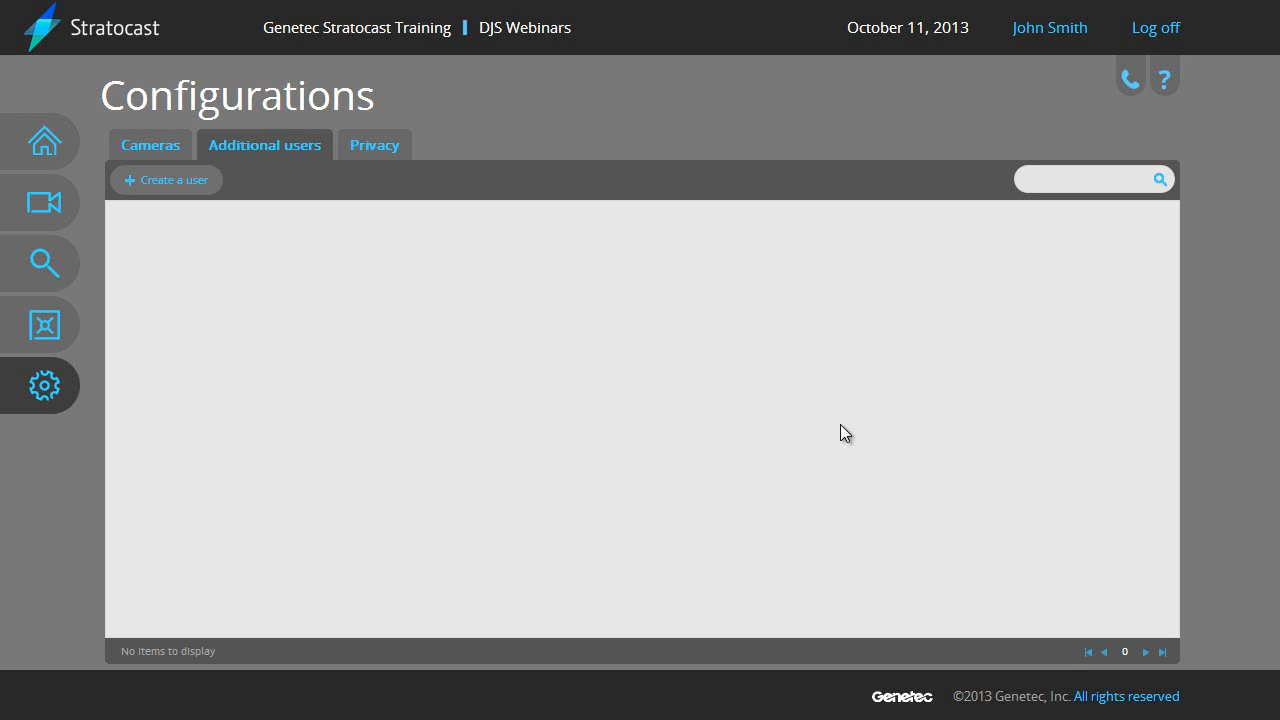 Stratocast
Genetec Stratocast Training | DJS Webinars
October 11, 2013
John Smith
Log off
?
Configurations
Cameras
Additional users
Privacy
+ Create a user
No items to display
0
Genetec
©2013 Genetec, Inc. All rights reserved